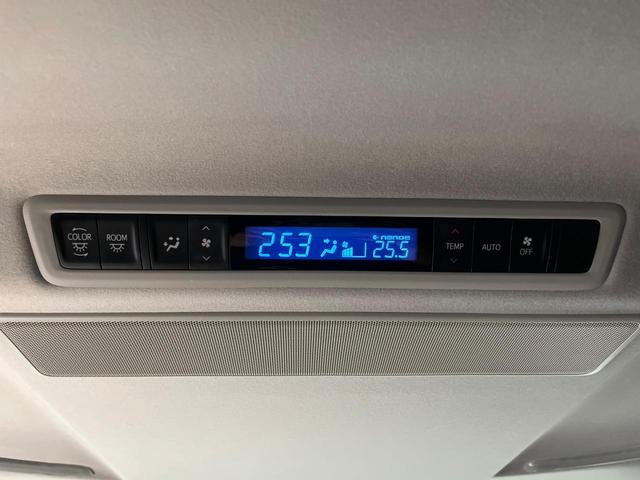 COLOR
ROOM
253
nanoe
25.5
TEMP
AUTO
OFF